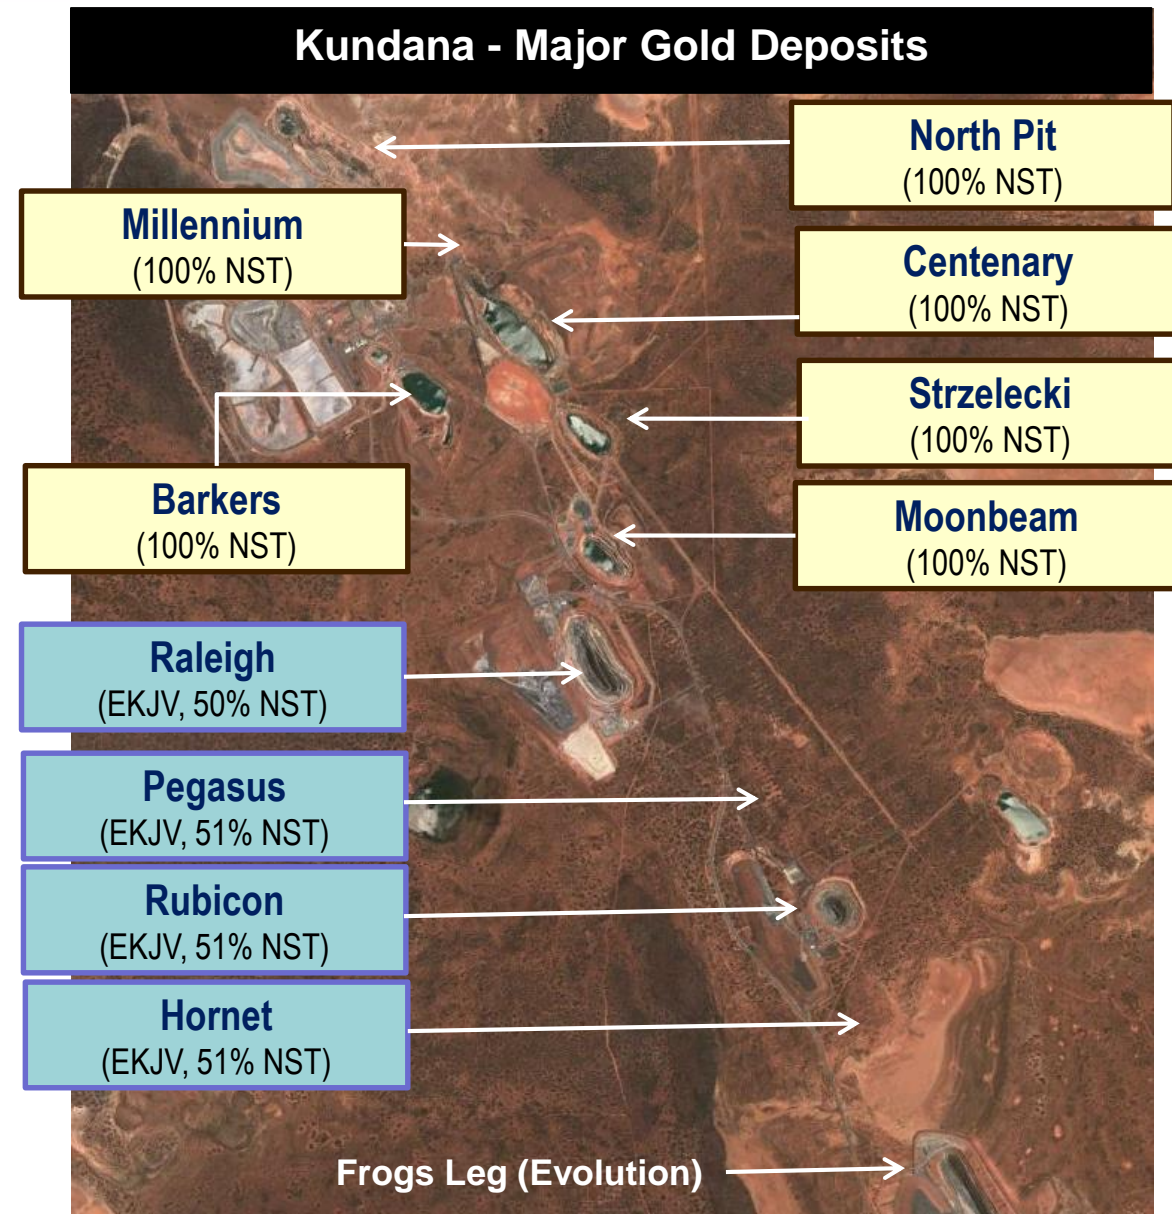 Kundana - Major Gold Deposits
North Pit
(100% NST)
Millennium
(100% NST)
Centenary
(100% NST)
Strzelecki
(100% NST)
Barkers
(100% NST)
Moonbeam
(100% NST)
Raleigh
(EKJV, 50% NST)
Pegasus
(EKJV, 51% NST)
Rubicon
(EKJV, 51% NST)
Hornet
(EKJV, 51% NST)
Frogs Leg (Evolution)